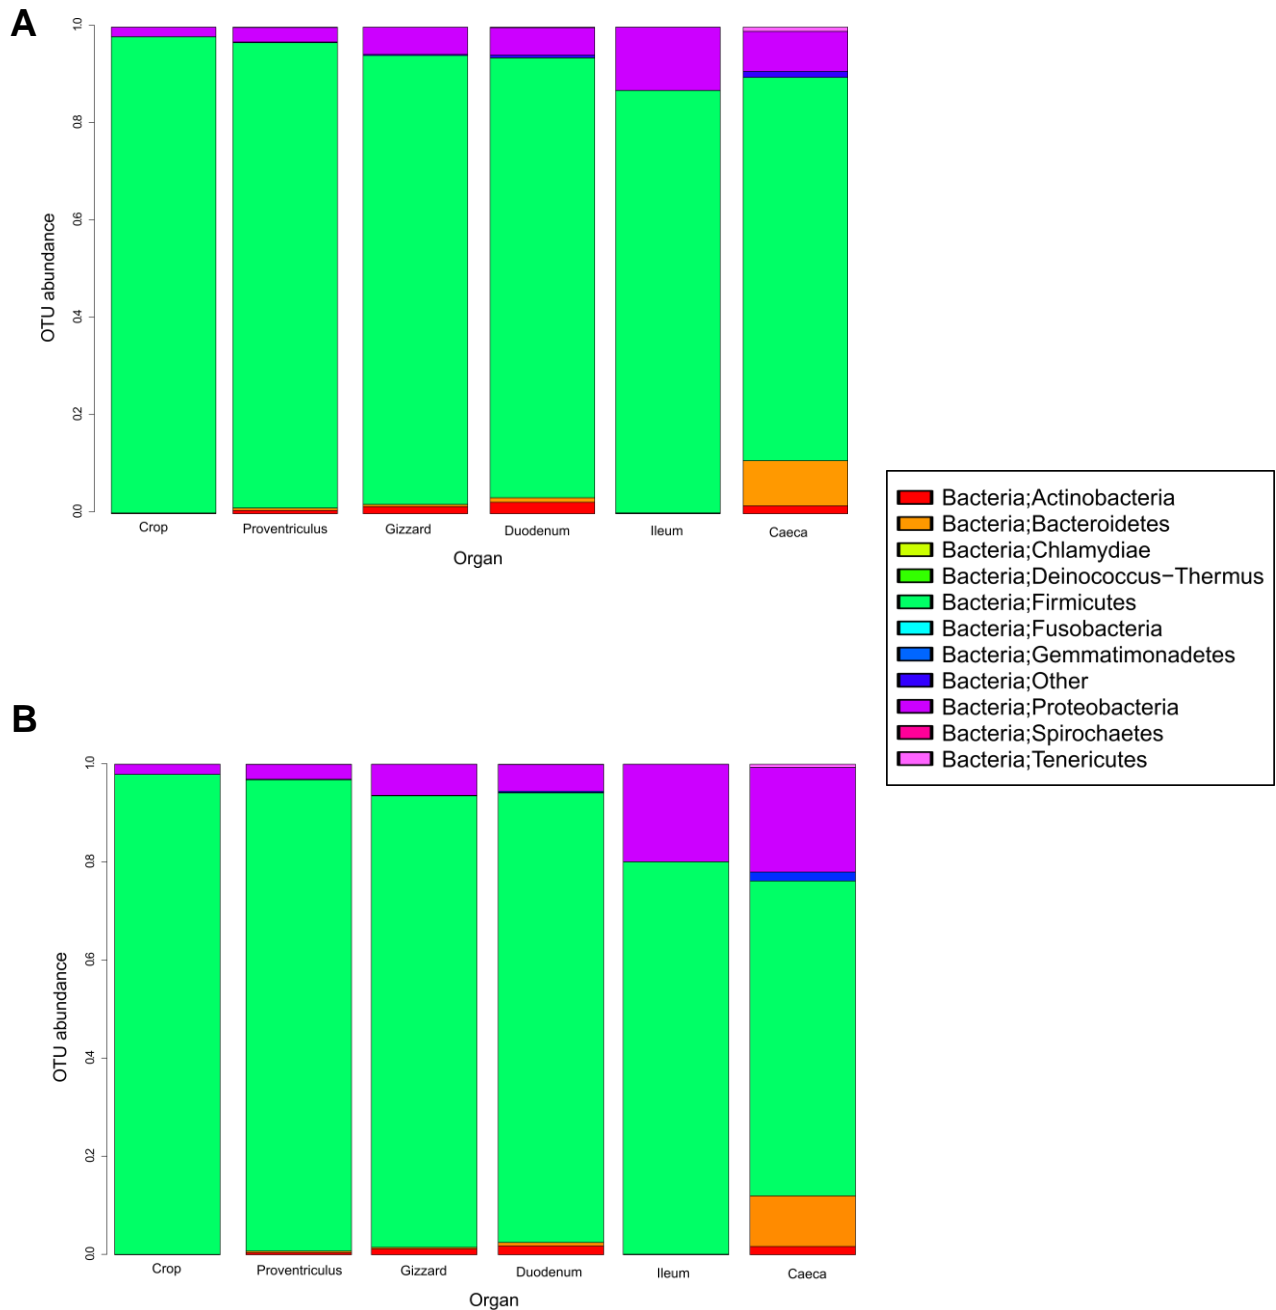 A
1.0
0.8
0.6
0.4
0.2
0.0
OTU abundance
Crop
Proventriculus
Gizzard
Duodenum
Ileum
Caeca
Organ
Bacteria;Actinobacteria
Bacteria;Bacteroidetes
Bacteria;Chlamydiae
Bacteria;Deinococcus−Thermus
Bacteria;Firmicutes
Bacteria;Fusobacteria
Bacteria;Gemmatimonadetes
Bacteria;Other
Bacteria;Proteobacteria
Bacteria;Spirochaetes
Bacteria;Tenericutes
B
1.0
0.8
0.6
0.4
0.2
0.0
OTU abundance
Crop
Proventriculus
Gizzard
Duodenum
Ileum
Caeca
Organ